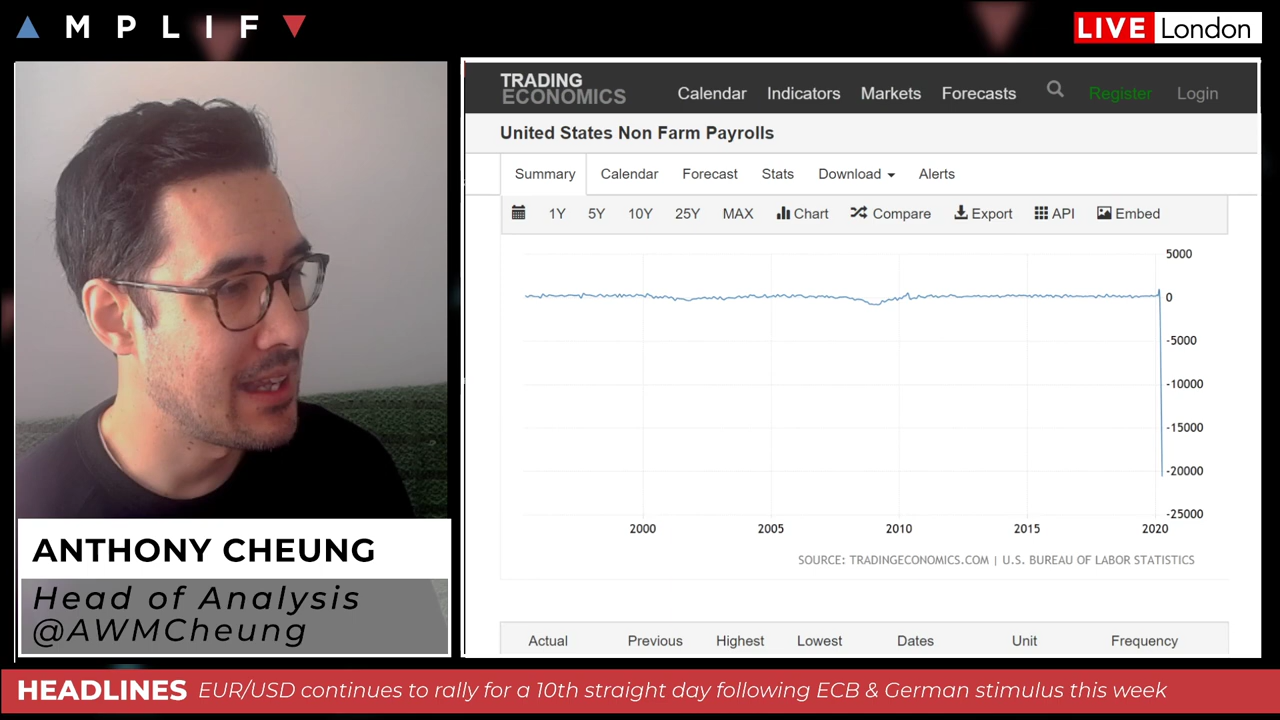 AMPLIFY
LIVE London
TRADING
ECONOMICS
Calendar Indicators Markets Forecasts Register Login
United States Non Farm Payrolls
Summary Calendar Forecast Stats Download Alerts
1Y 5Y 10Y 25Y MAX Chart Compare Export API Embed
5000
0
-5000
-10000
-15000
-20000
-25000
2000 2005 2010 2015 2020
SOURCE: TRADINGECONOMICS.COM | U.S. BUREAU OF LABOR STATISTICS
Actual Previous Highest Lowest Dates Unit Frequency
ANTHONY CHEUNG
Head of Analysis
@AWMCheung
HEADLINES EUR/USD continues to rally for a 10th straight day following ECB & German stimulus this week